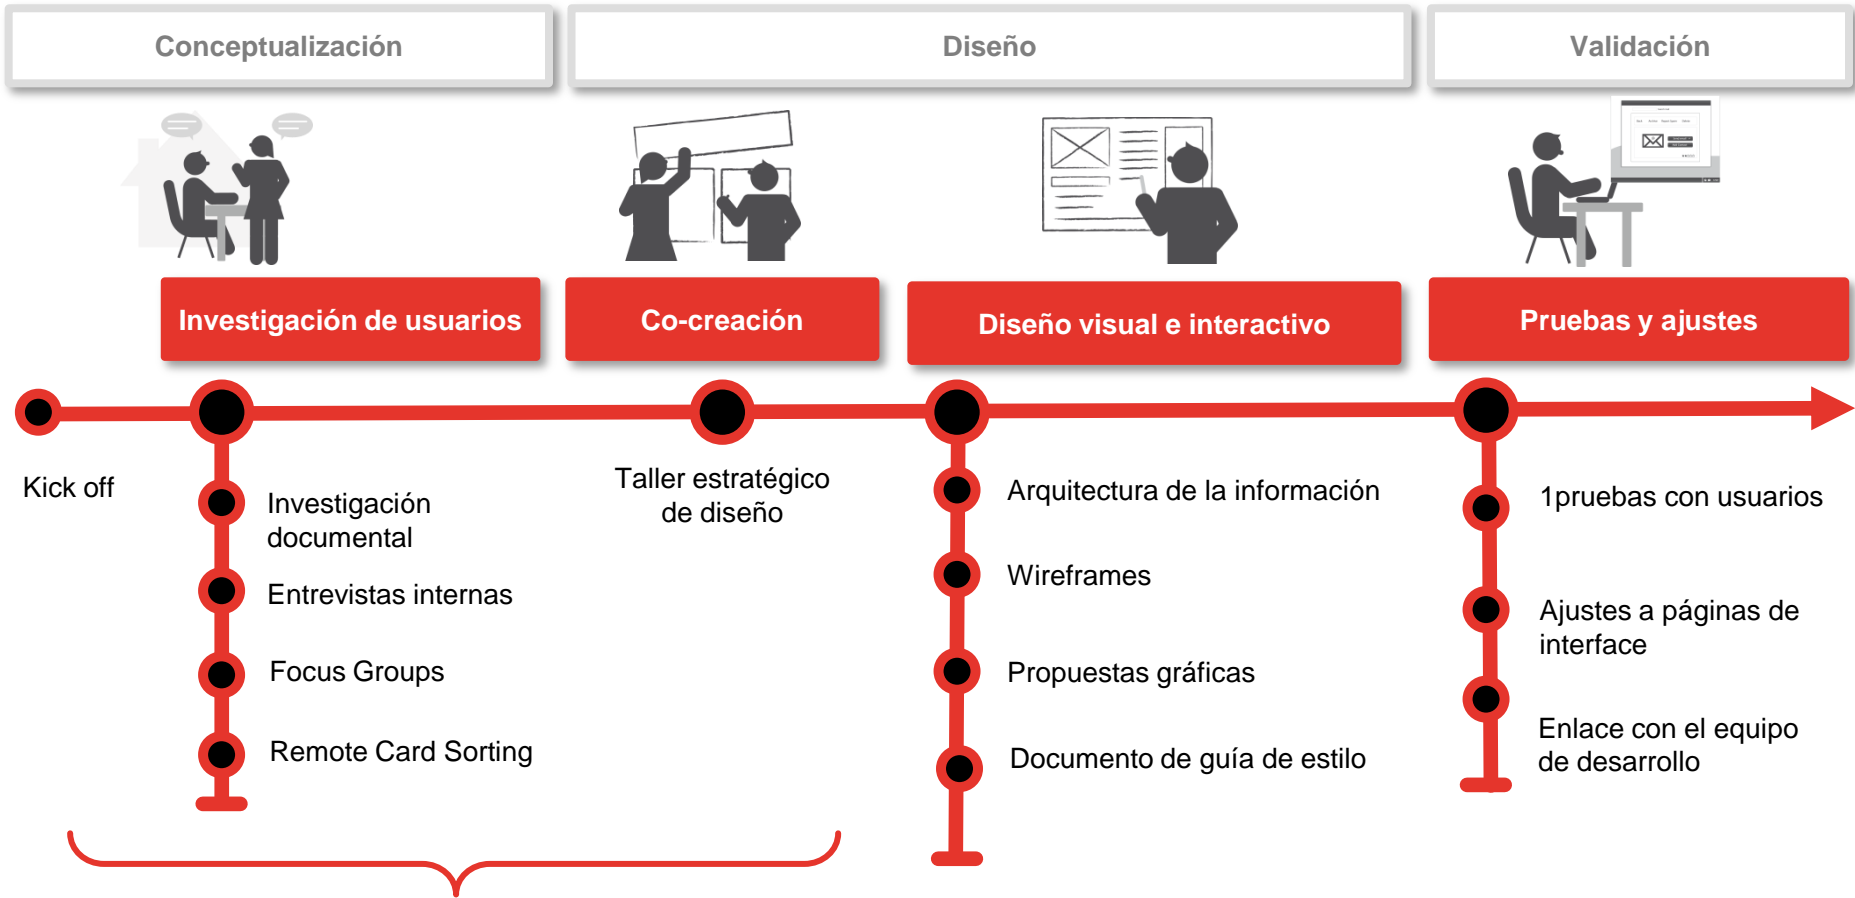 Conceptualización
Diseño
Validación
Investigación de usuarios
Co-creación
Diseño visual e interactivo
Pruebas y ajustes
Kick off
Investigación
documental
Entrevistas internas
Focus Groups
Remote Card Sorting
Taller estratégico
de diseño
Arquitectura de la información
Wireframes
Propuestas gráficas
Documento de guía de estilo
1pruebas con usuarios
Ajustes a páginas de
interface
Enlace con el equipo
de desarrollo